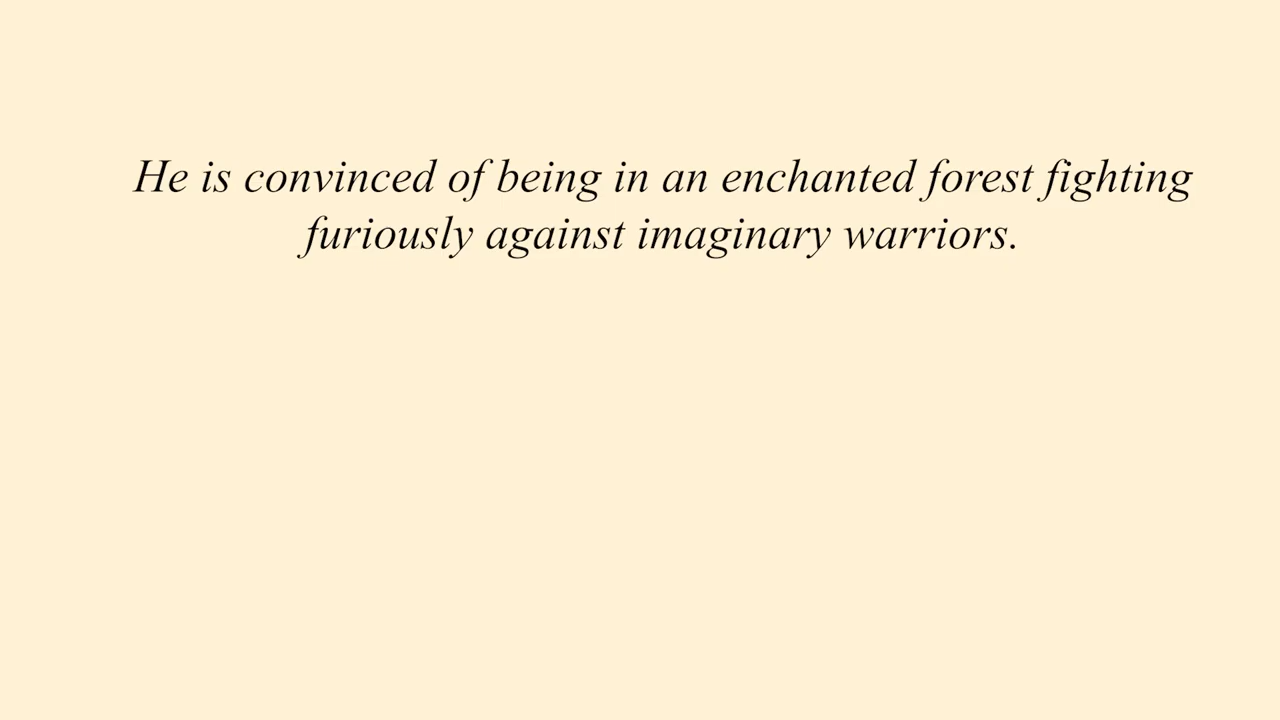 He is convinced of being in an enchanted forest fighting
furiously against imaginary warriors.